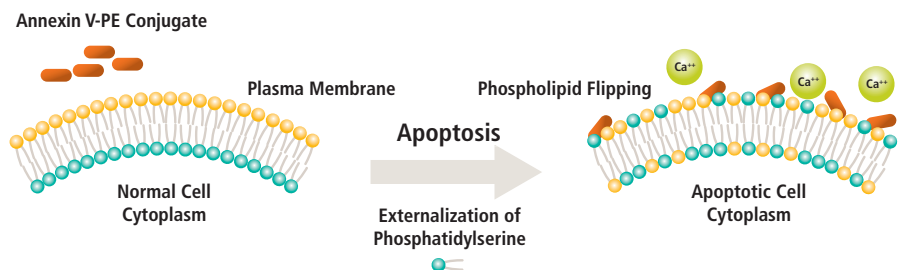 Annexin V-PE Conjugate
Plasma Membrane
Normal Cell
Cytoplasm
Apoptosis
Externalization of
Phosphatidylserine
Phospholipid Flipping
Ca++
Ca++
Ca++
Apoptotic Cell
Cytoplasm